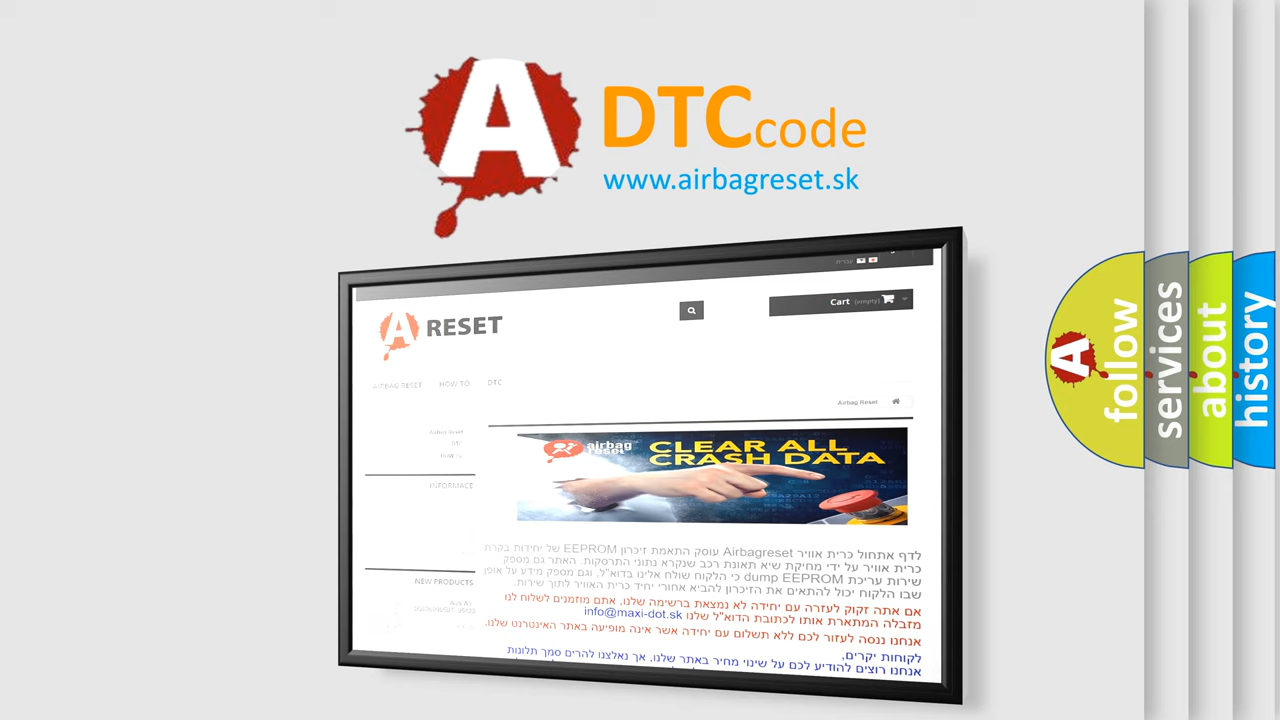 A
DTCcode
www.airbagreset.sk
עברית
Cart (empty)
A RESET
AIRBAG RESET HOW TO DTC
Airbag Reset
Airbag Reset
DTC
HOW TO
INFORMACE
airbag
reset
CLEAR ALL
CRASH DATA
לדף אתחול כרית אוויר Airbagreset עוסק התאמת זיכרון EEPROM של יחידות בקרת
כרית אוויר על ידי מחיקת שיא תאונת רכב שנקרא נתוני התרסקות. האתר גם מספק
שירות עריכת dump EEPROM כי הלקוח שולח אלינו בדוא"ל, וגם מספק מידע על אופן
שבו הלקוח יכול להתאים את הזיכרון להביא אחורי יחיד כרית האוויר לתוך שירות.
אם אתה זקוק לעזרה עם יחידה לא נמצאת ברשימה שלנו, אתם מוזמנים לשלוח לנו
מזבלה המתארת אותו לכתובת הדוא"ל שלנו info@maxi-dot.sk
אנחנו ננסה לעזור לכם ללא תשלום עם יחידה אשר אינה מופיעה באתר האינטרנט שלנו.
לקוחות יקרים,
אנחנו רוצים להודיע לכם על שינוי מחיר באתר שלנו, אך נאלצנו להרים סמך תלונות
NEW PRODUCTS
A
follow
services
about
history